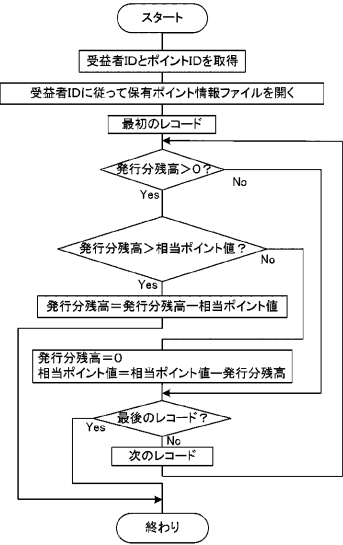 スタート
受益者IDとポイントIDを取得
受益者IDに従って保有ポイント情報ファイルを開く
最初のレコード
発行分残高>0?
No
Yes
発行分残高>相当ポイント値?
No
Yes
発行分残高=発行分残高-相当ポイント値
発行分残高=0
相当ポイント値=相当ポイント値-発行分残高
最後のレコード?
Yes
No
次のレコード
終わり